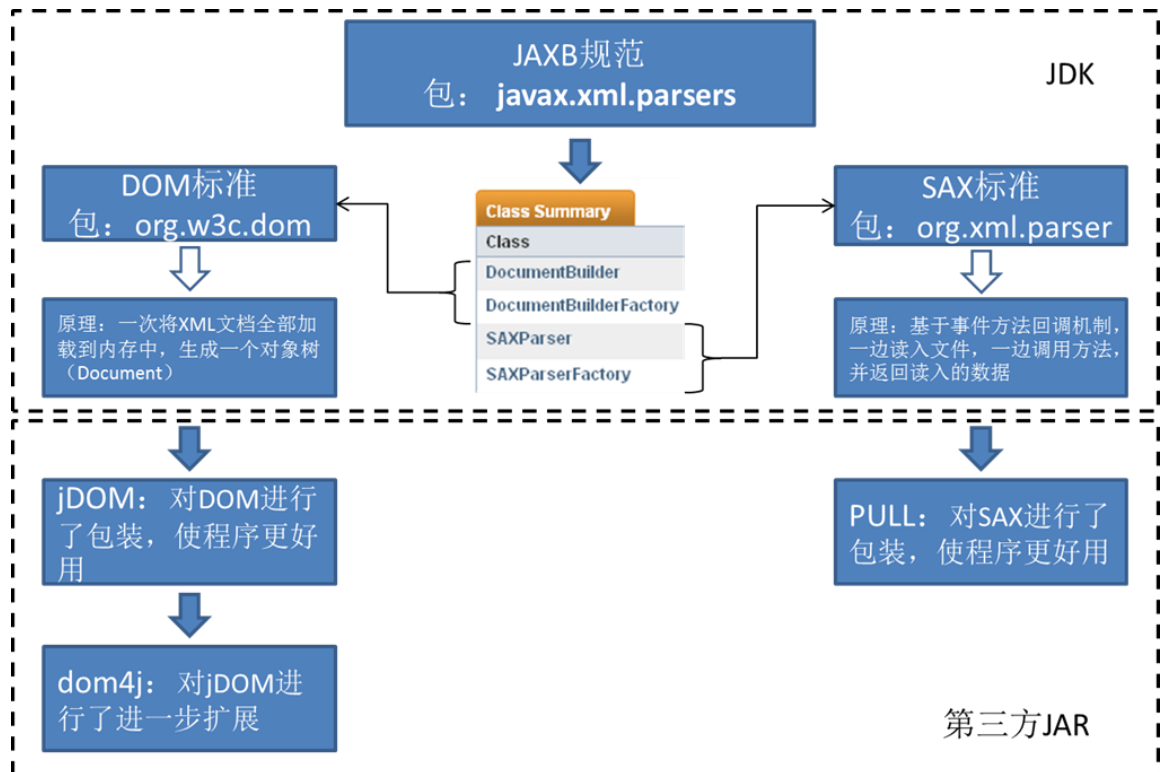 JAXB规范
包： javax.xml.parsers
JDK
DOM标准
包：org.w3c.dom
Class Summary
Class
DocumentBuilder
DocumentBuilderFactory
SAXParser
SAXParserFactory
SAX标准
包：org.xml.parser
原理：一次将XML文档全部加
载到内存中，生成一个对象树
（Document）
原理：基于事件方法回调机制，
一边读入文件，一边调用方法，
并返回读入的数据
jDOM： 对DOM进行
了包装，使程序更好
用
PULL： 对SAX进行了
包装，使程序更好用
dom4j：对jDOM进
行了进一步扩展
第三方JAR